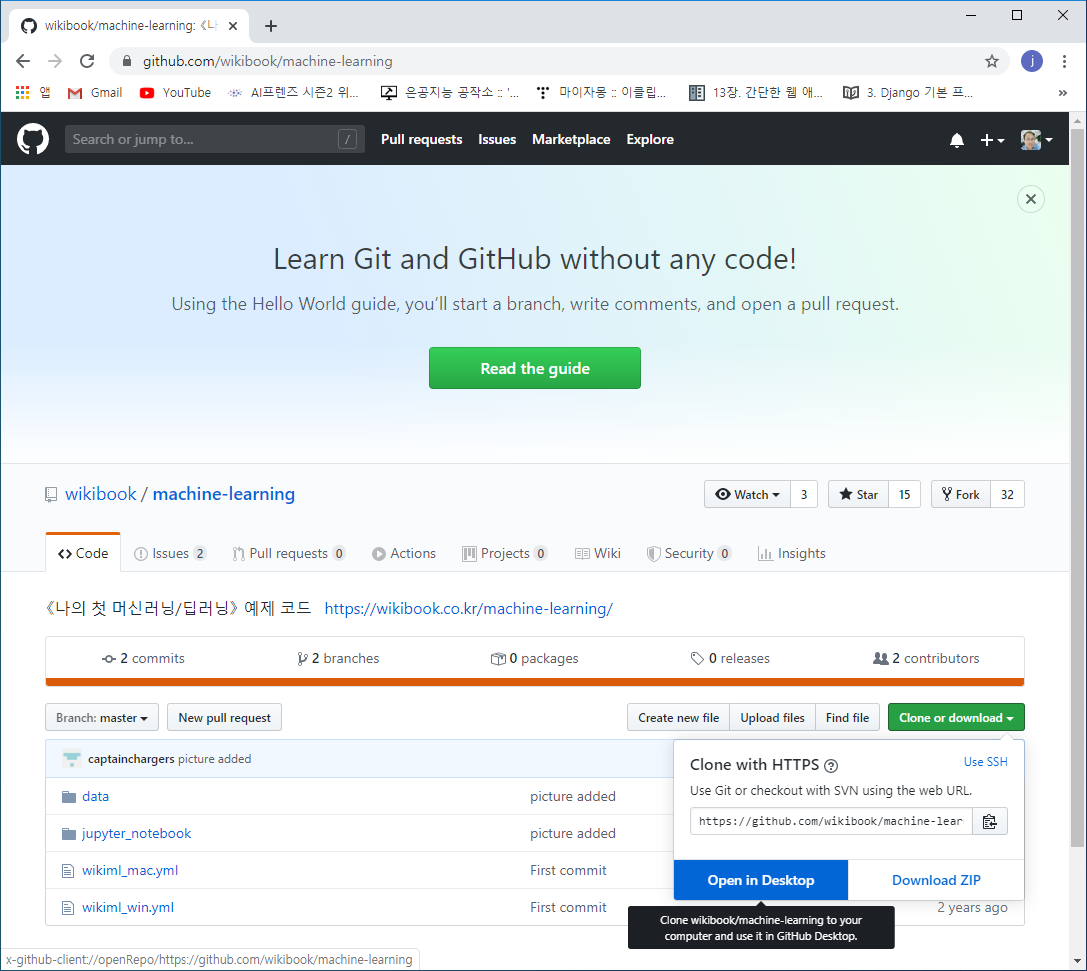 wikibook/machine-learning: 《나
github.com/wikibook/machine-learning
j
앱 Gmail YouTube AI프렌즈 시즌2 위... 은공지능 공작소 :: '... 마이자몽 :: 이클립... 13장. 간단한 웹 애... 3. Django 기본 프... »
Search or jump to... / Pull requests Issues Marketplace Explore
Learn Git and GitHub without any code!
Using the Hello World guide, you’ll start a branch, write comments, and open a pull request.
Read the guide
wikibook / machine-learning Watch 3 Star 15 Fork 32
Code Issues 2 Pull requests 0 Actions Projects 0 Wiki Security 0 Insights
《나의 첫 머신러닝/딥러닝》 예제 코드 https://wikibook.co.kr/machine-learning/
2 commits 2 branches 0 packages 0 releases 2 contributors
Branch: master New pull request Create new file Upload files Find file Clone or download
captainchargers picture added
Clone with HTTPS Use SSH
Use Git or checkout with SVN using the web URL.
https://github.com/wikibook/machine-lear
Open in Desktop Download ZIP
data picture added
jupyter_notebook picture added
wikiml_mac.yml First commit
wikiml_win.yml First commit 2 years ago
Clone wikibook/machine-learning to your
computer and use it in GitHub Desktop.
x-github-client://openRepo/https://github.com/wikibook/machine-learning